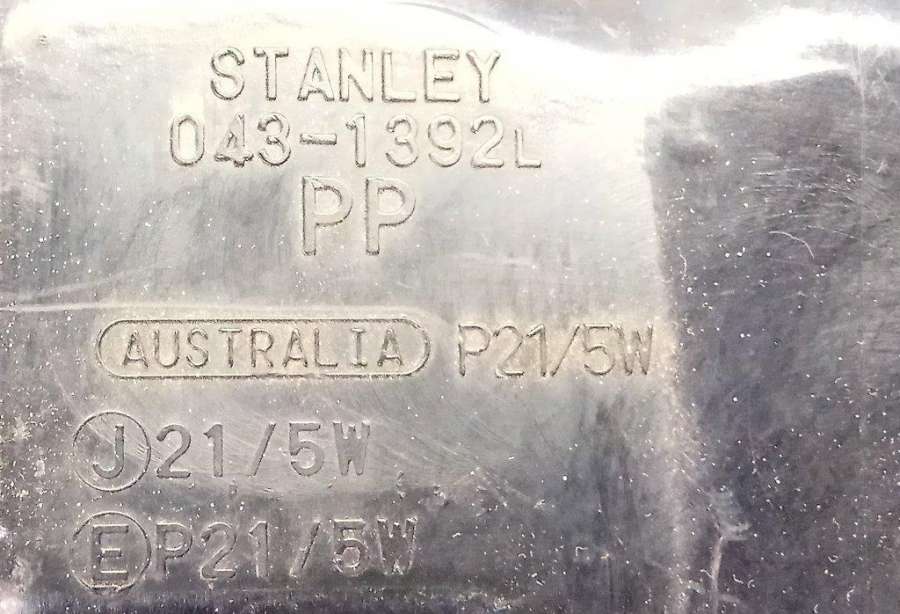 STANLEY
043-1392L
PP
AUSTRALIA P21/5W
J 21/5W
E P21/5W